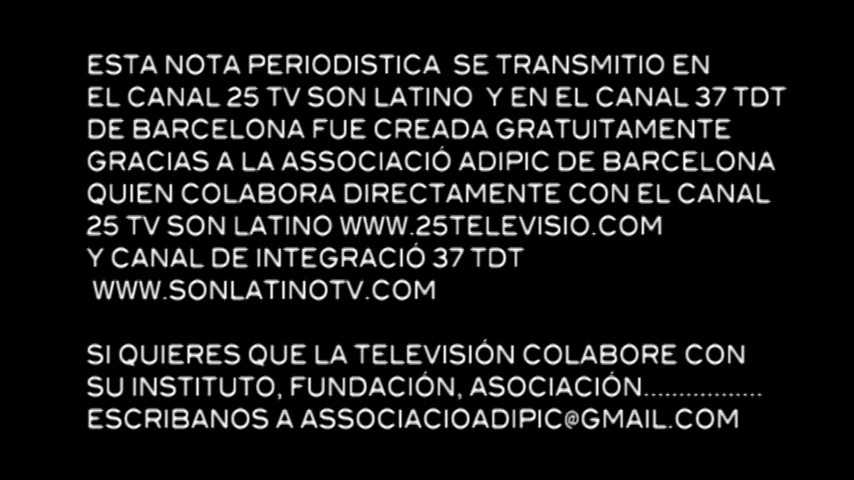 ESTA NOTA PERIODISTICA SE TRANSMITIO EN
EL CANAL 25 TV SON LATINO Y EN EL CANAL 37 TDT
DE BARCELONA FUE CREADA GRATUITAMENTE
GRACIAS A LA ASSOCIACIÓ ADIPIC DE BARCELONA
QUIEN COLABORA DIRECTAMENTE CON EL CANAL
25 TV SON LATINO WWW.25TELEVISIO.COM
Y CANAL DE INTEGRACIÓ 37 TDT
WWW.SONLATINOTV.COM
SI QUIERES QUE LA TELEVISIÓN COLABORE CON
SU INSTITUTO, FUNDACIÓN, ASOCIACIÓN..................
ESCRIBANOS A ASSOCIACIOADIPIC@GMAIL.COM